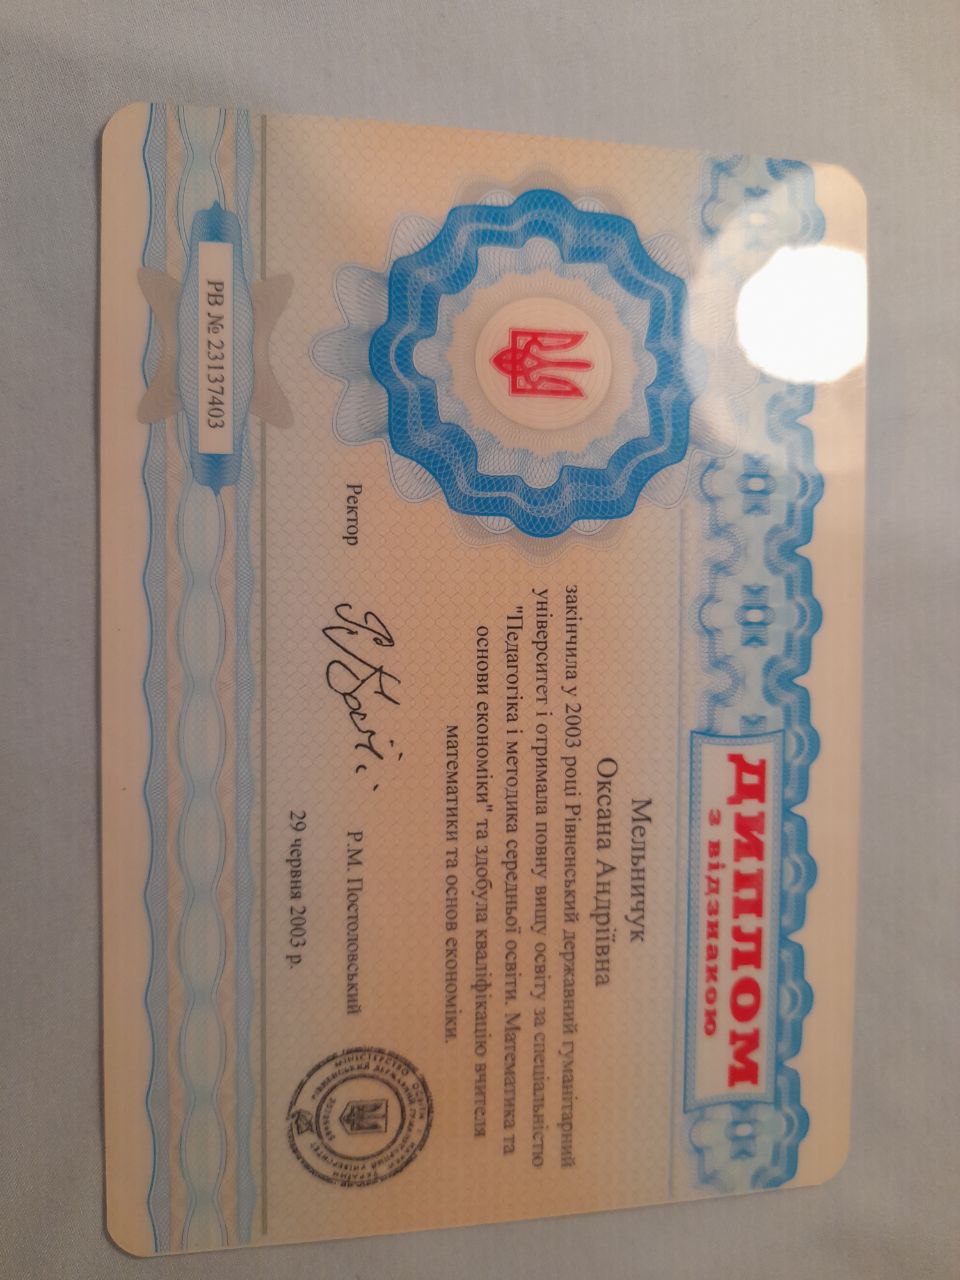 ДИПЛОМ
з відзнакою
Мельничук
Оксана Андріївна
закінчила у 2003 році Рівненський державний гуманітарний
університет і отримала повну вищу освіту за спеціальністю
"Педагогіка і методика середньої освіти. Математика та
основи економіки" та здобула кваліфікацію вчителя
математики та основ економіки.
Ректор
Р.М. Постоловський
29 червня 2003 р.
РВ № 23137403